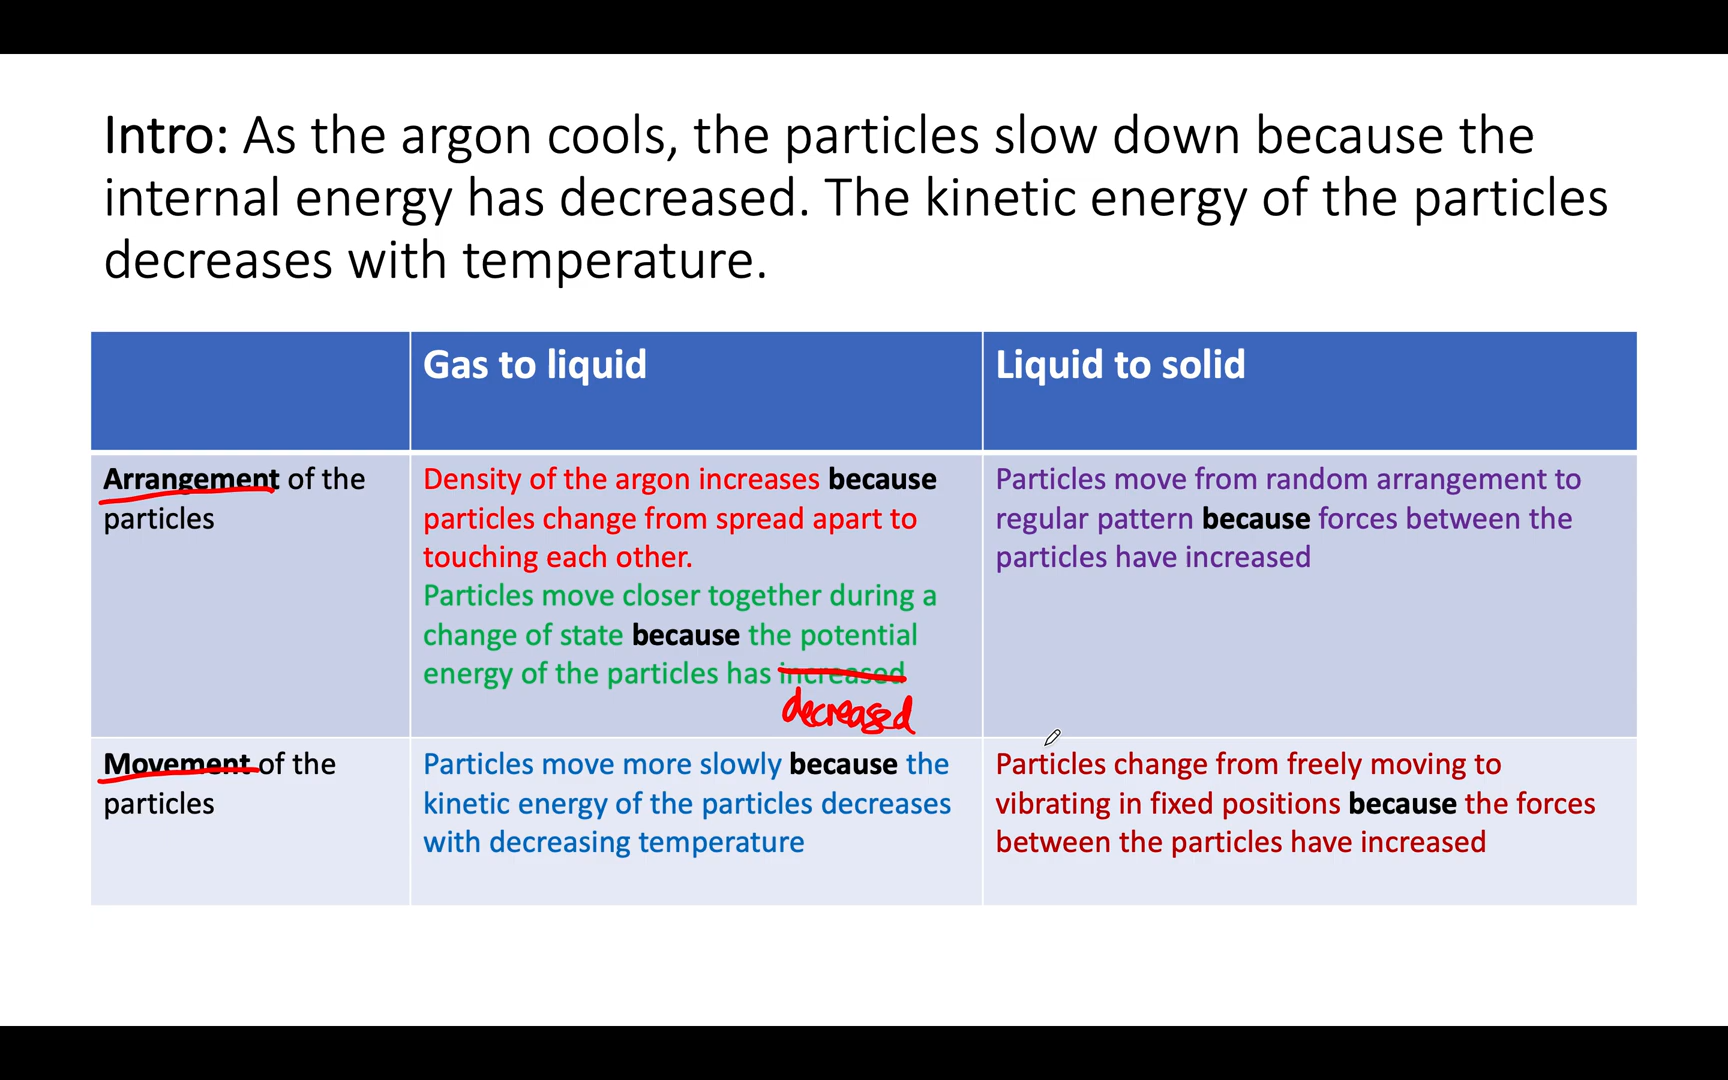 Intro: As the argon cools, the particles slow down because the
internal energy has decreased. The kinetic energy of the particles
decreases with temperature.
Gas to liquid
Liquid to solid
Arrangement of the
particles
Density of the argon increases because
particles change from spread apart to
touching each other.
Particles move closer together during a
change of state because the potential
energy of the particles has increased
decreased
Particles move from random arrangement to
regular pattern because forces between the
particles have increased
Movement of the
particles
Particles move more slowly because the
kinetic energy of the particles decreases
with decreasing temperature
Particles change from freely moving to
vibrating in fixed positions because the forces
between the particles have increased